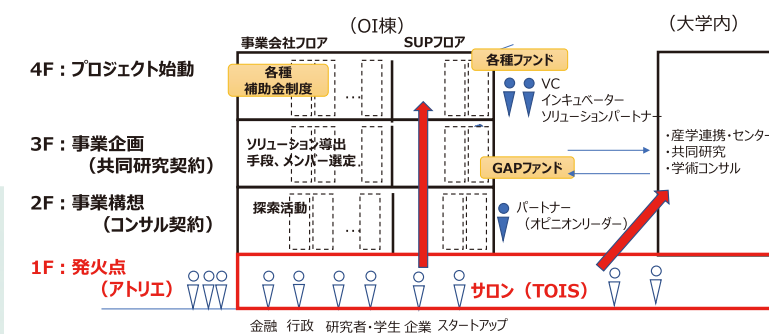 (OI棟)
(大学内)
事業会社フロア
SUPフロア
4F:プロジェクト始動
各種
補助金制度
…
各種ファンド
VC
インキュベーター
ソリューションパートナー
3F:事業企画
(共同研究契約)
ソリューション導出
手段、メンバー選定
GAPファンド
・産学連携・センター
・共同研究
・学術コンサル
2F:事業構想
(コンサル契約)
探索活動
…
パートナー
(オピニオンリーダー)
1F:発火点
(アトリエ)
サロン(TOIS)
金融 行政 研究者・学生 企業 スタートアップ